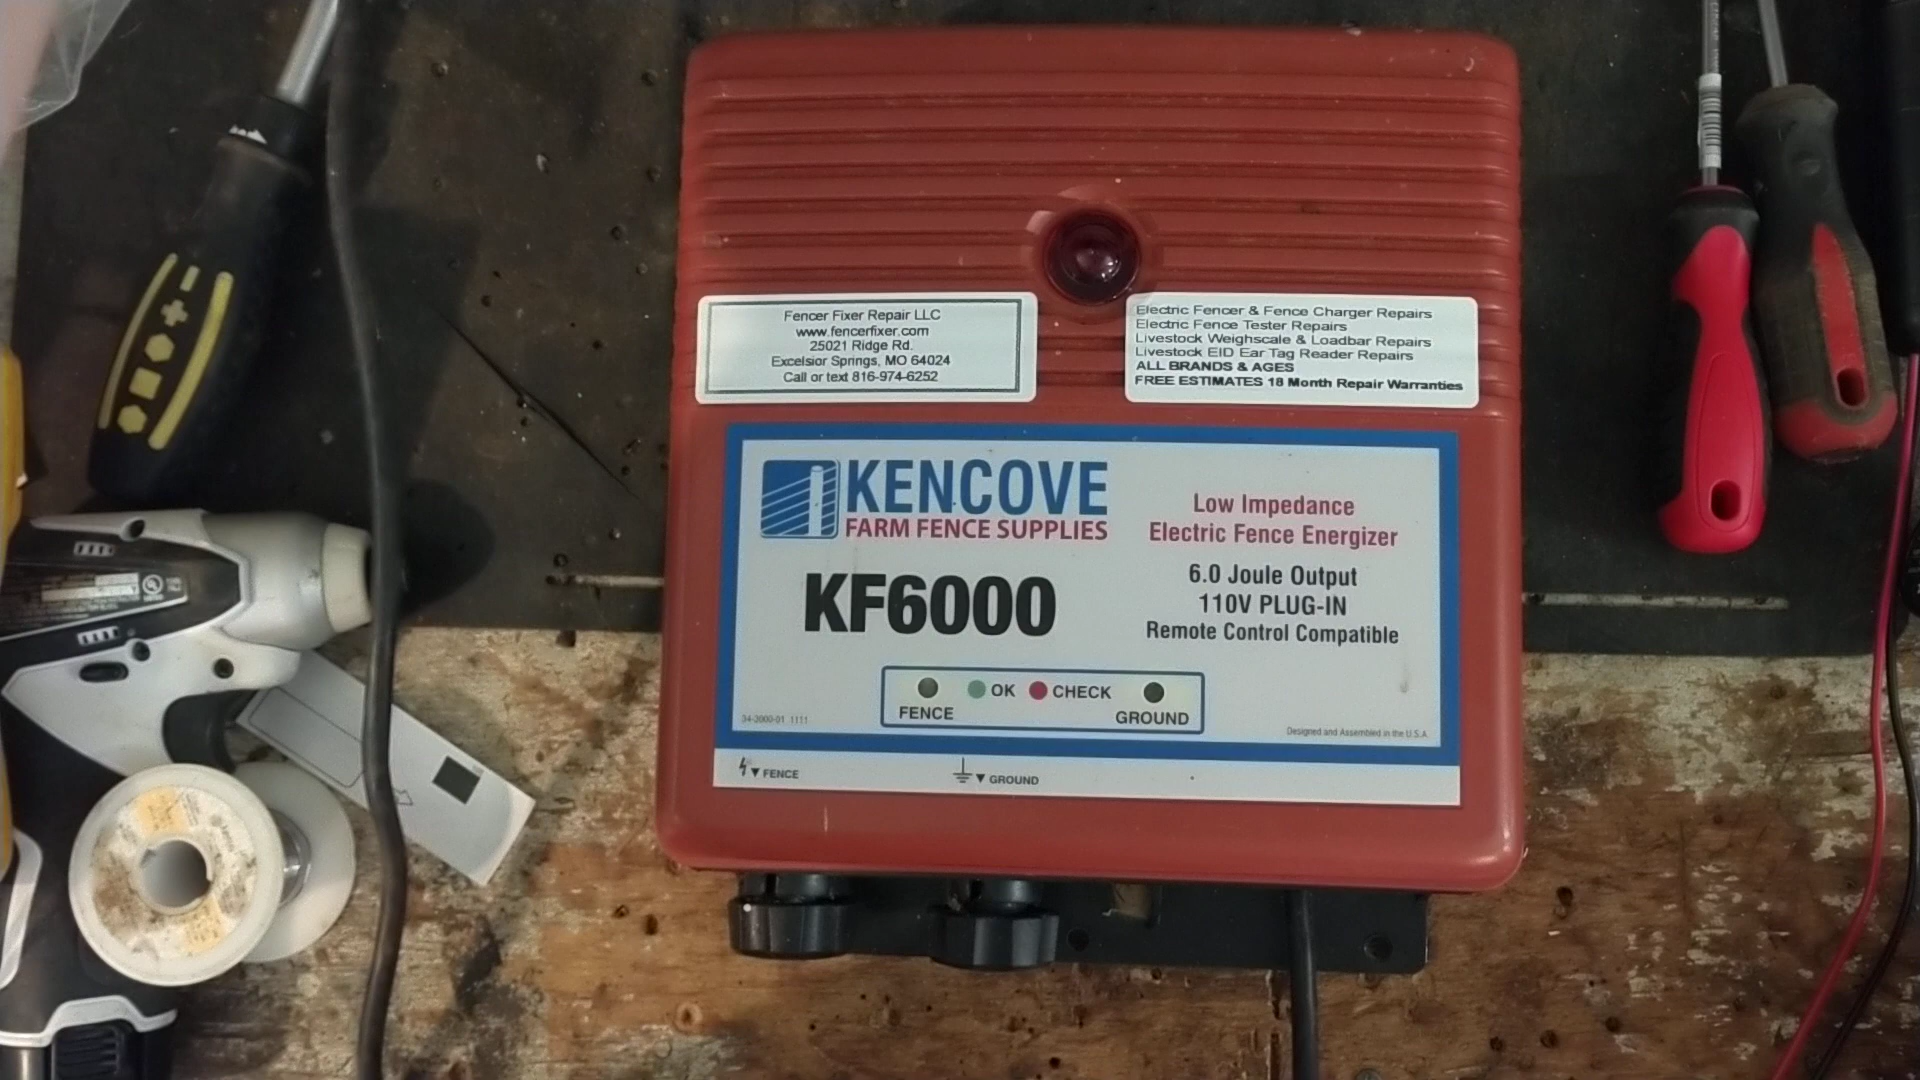 Fencer Fixer Repair LLC
www.fencerfixer.com
25021 Ridge Rd.
Excelsior Springs, MO 64024
Call or text 816-974-6252
Electric Fencer & Fence Charger Repairs
Electric Fence Tester Repairs
Livestock Weighscale & Loadbar Repairs
Livestock EID Ear Tag Reader Repairs
ALL BRANDS & AGES
FREE ESTIMATES 18 Month Repair Warranties
KENCOVE
FARM FENCE SUPPLIES
KF6000
Low Impedance
Electric Fence Energizer
6.0 Joule Output
110V PLUG-IN
Remote Control Compatible
OK CHECK
FENCE GROUND
34-2000-01 1111
Designed and Assembled in the U.S.A.
FENCE
GROUND